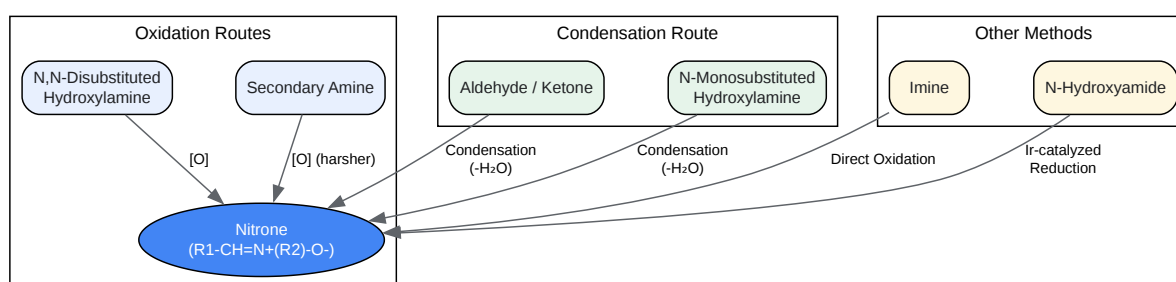 Oxidation Routes
Condensation Route
Other Methods
N,N-Disubstituted
Hydroxylamine
Secondary Amine
Aldehyde / Ketone
N-Monosubstituted
Hydroxylamine
Imine
N-Hydroxyamide
[O]
[O] (harsher)
Condensation
(-H₂O)
Condensation
(-H₂O)
Direct Oxidation
Ir-catalyzed
Reduction
Nitrone
(R1-CH=N+(R2)-O-)